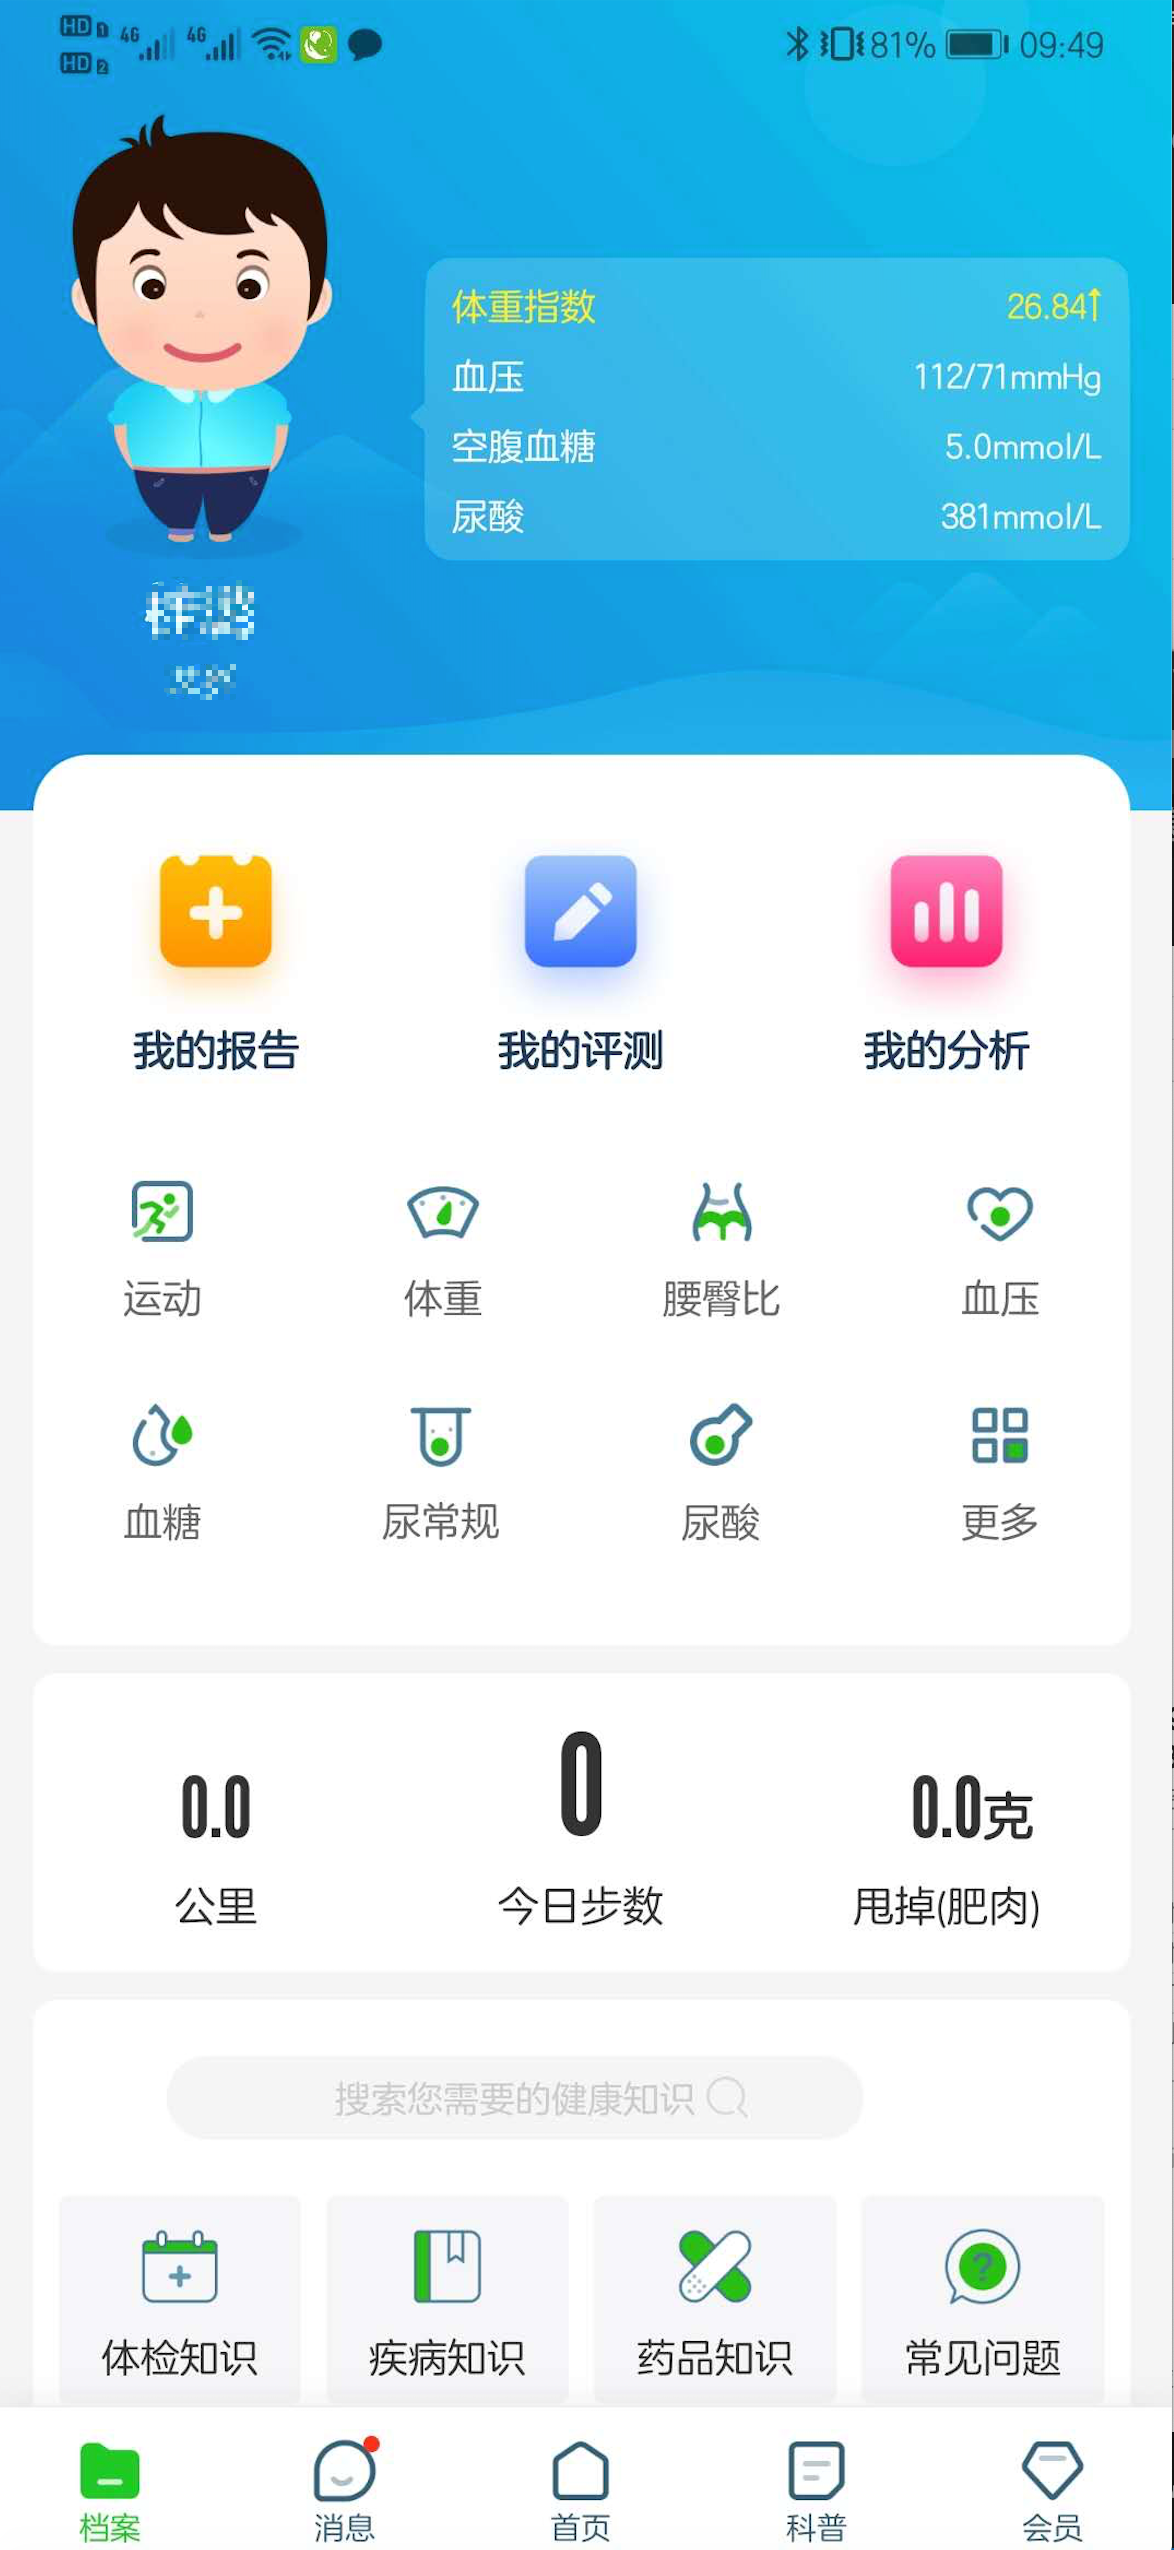 HD 1 4G 4G 81% 09:49
HD 2
体重指数 26.84↑
血压 112/71mmHg
空腹血糖 5.0mmol/L
尿酸 381mmol/L
我的报告 我的评测 我的分析
运动 体重 腰臀比 血压
血糖 尿常规 尿酸 更多
0.0 0 0.0克
公里 今日步数 甩掉(肥肉)
搜索您需要的健康知识
体检知识 疾病知识 药品知识 常见问题
档案 消息 首页 科普 会员